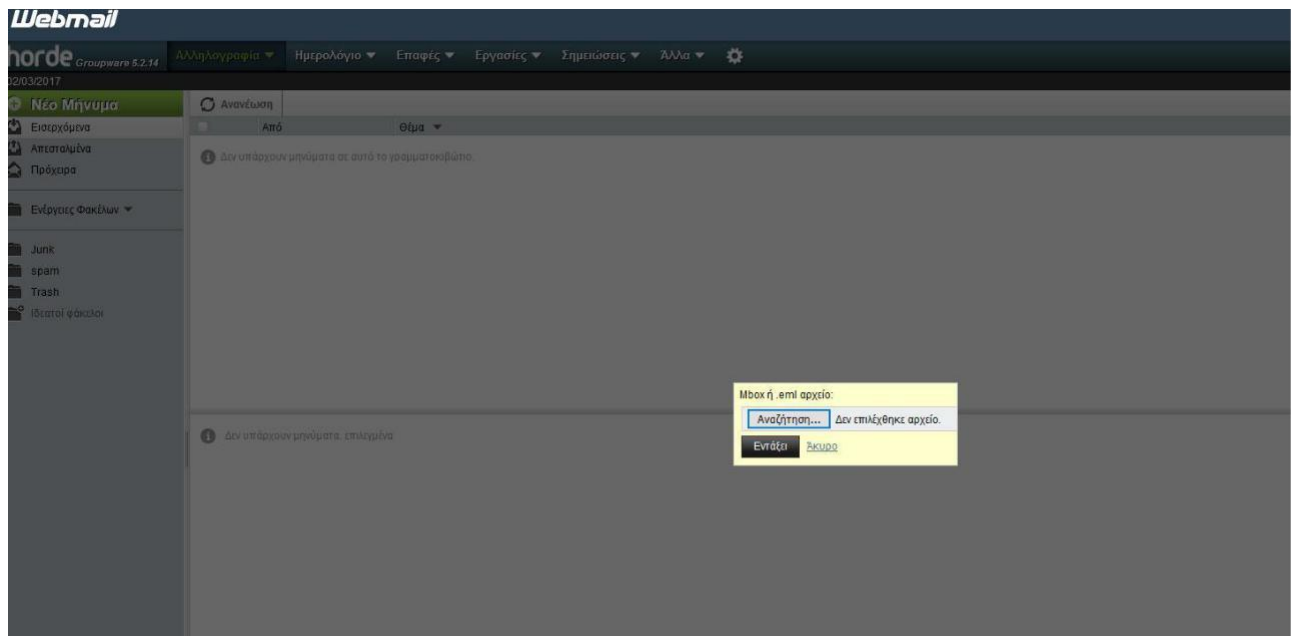 Webmail
horde Groupware 5.2.14 Αλληλογραφία Ημερολόγιο Επαφές Εργασίες Σημειώσεις Άλλα
02/03/2017
Νέο Μήνυμα Ανανέωση
Εισερχόμενα Από Θέμα
Απεσταλμένα
Δεν υπάρχουν μηνύματα σε αυτό το γραμματοκιβώτιο.
Πρόχειρα
Ενέργειες Φακέλων
Junk
spam
Trash
Ιδεατοί φάκελοι
Mbox ή .eml αρχείο:
Αναζήτηση... Δεν επιλέχθηκε αρχείο.
Δεν υπάρχουν μηνύματα. επιλεγμένα
Εντάξει Άκυρο